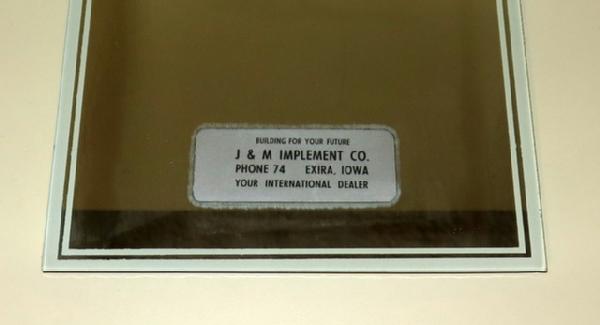 BUILDING FOR YOUR FUTURE
J & M IMPLEMENT CO.
PHONE 74 EXIRA, IOWA
YOUR INTERNATIONAL DEALER